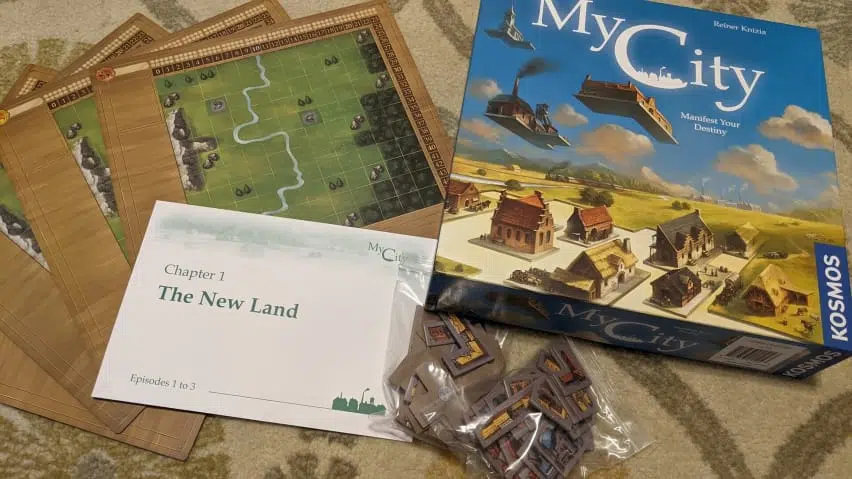 My City
Reiner Knizia
Manifest Your
Destiny
KOSMOS
My City
KOSMOS
My City
Chapter 1
The New Land
Episodes 1 to 3
A
A